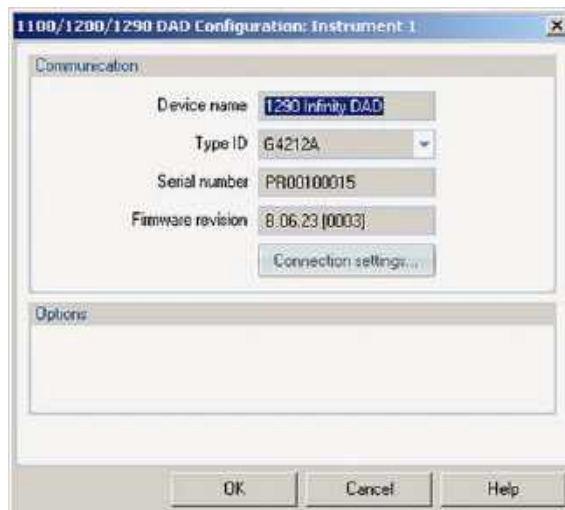 1100/1200/1290 DAD Configuration: Instrument 1
Communication
Device name 1290 Infinity DAD
Type ID G4212A
Serial number PR00100015
Firmware revision B.06.23 [0003]
Connection settings...
Options
OK Cancel Help